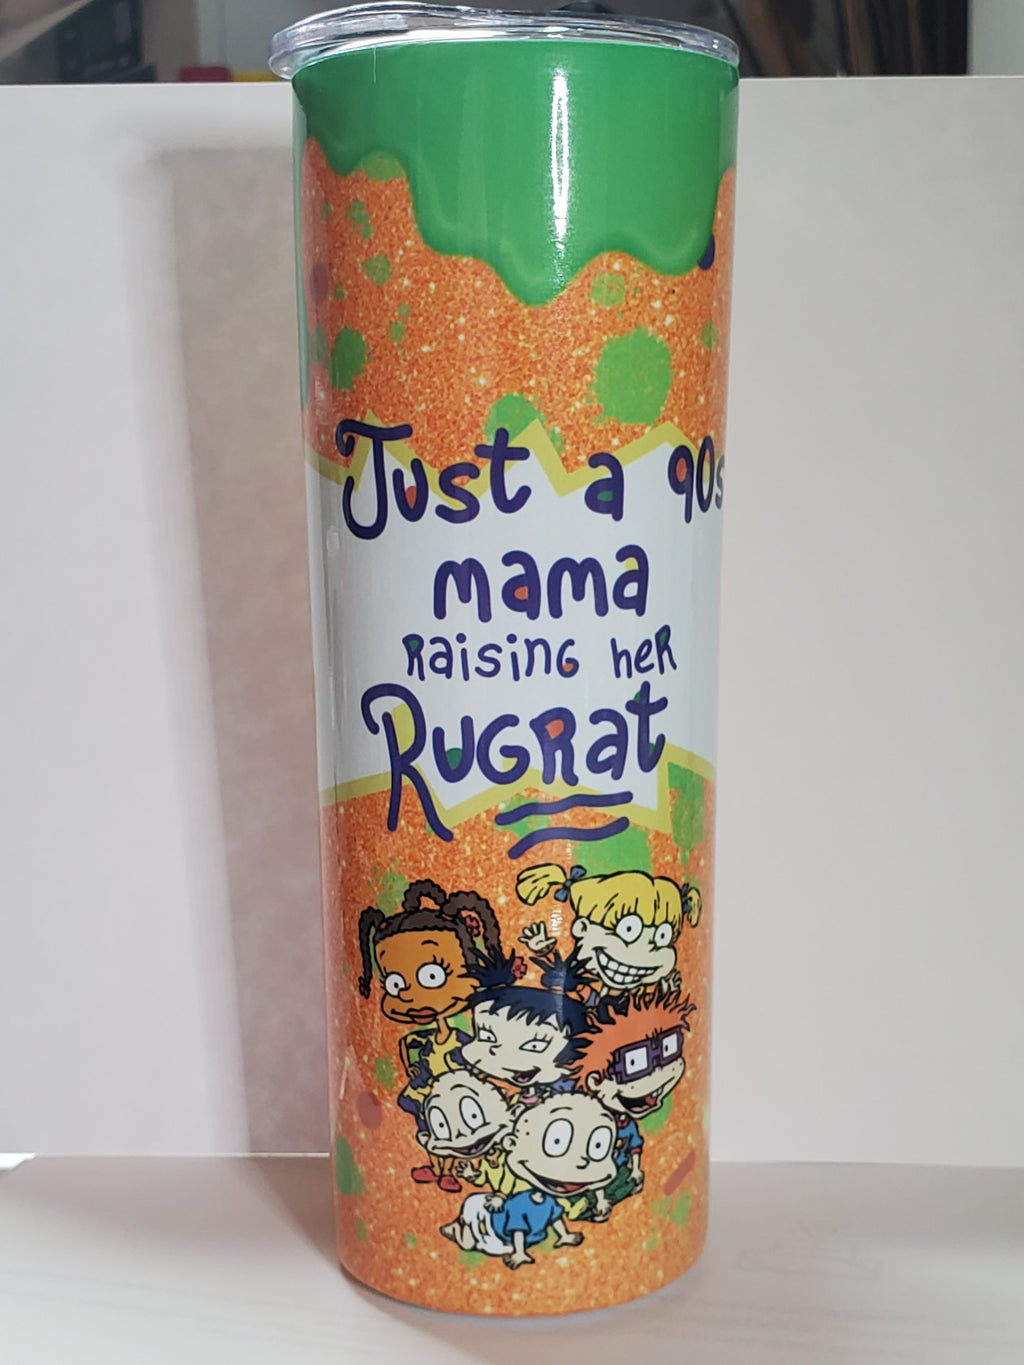 Just a 90s
mama
Raising heR
RugRat